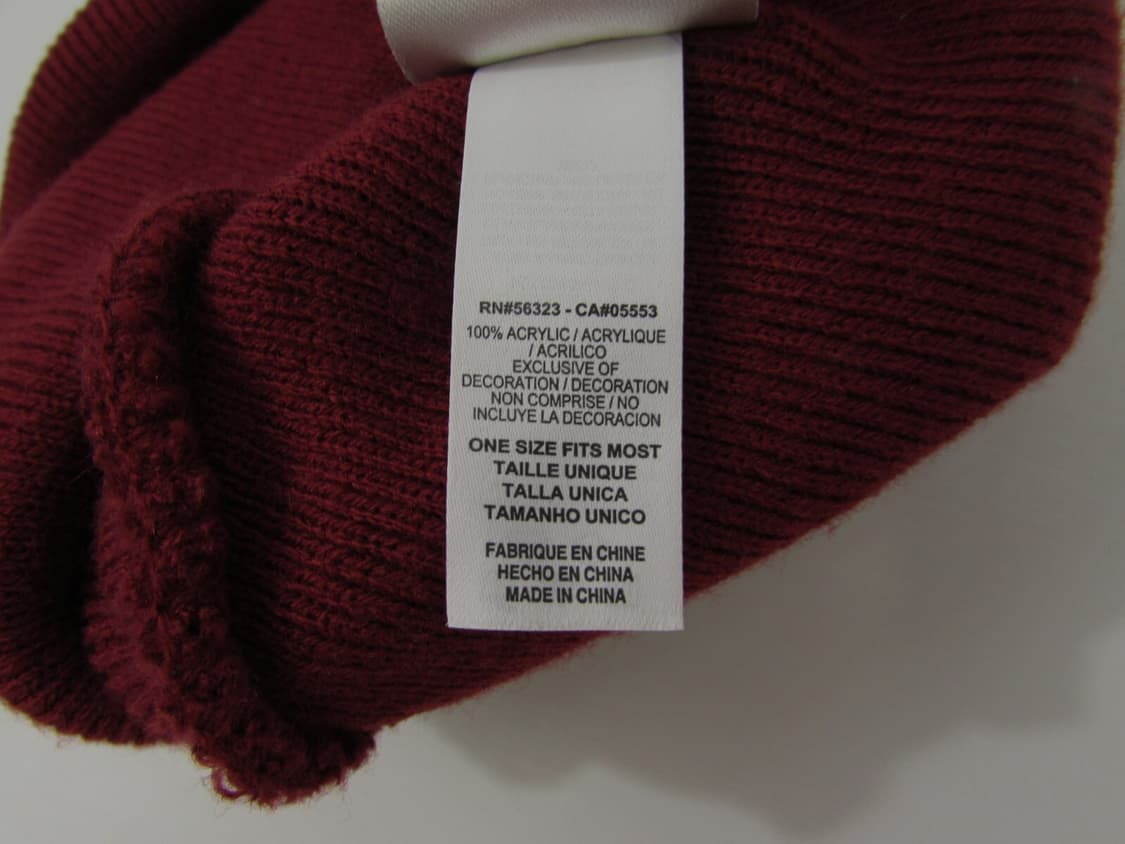 RN#56323 - CA#05553
100% ACRYLIC / ACRYLIQUE
/ ACRILICO
EXCLUSIVE OF
DECORATION / DECORATION
NON COMPRISE / NO
INCLUYE LA DECORACION
ONE SIZE FITS MOST
TAILLE UNIQUE
TALLA UNICA
TAMANHO UNICO
FABRIQUE EN CHINE
HECHO EN CHINA
MADE IN CHINA